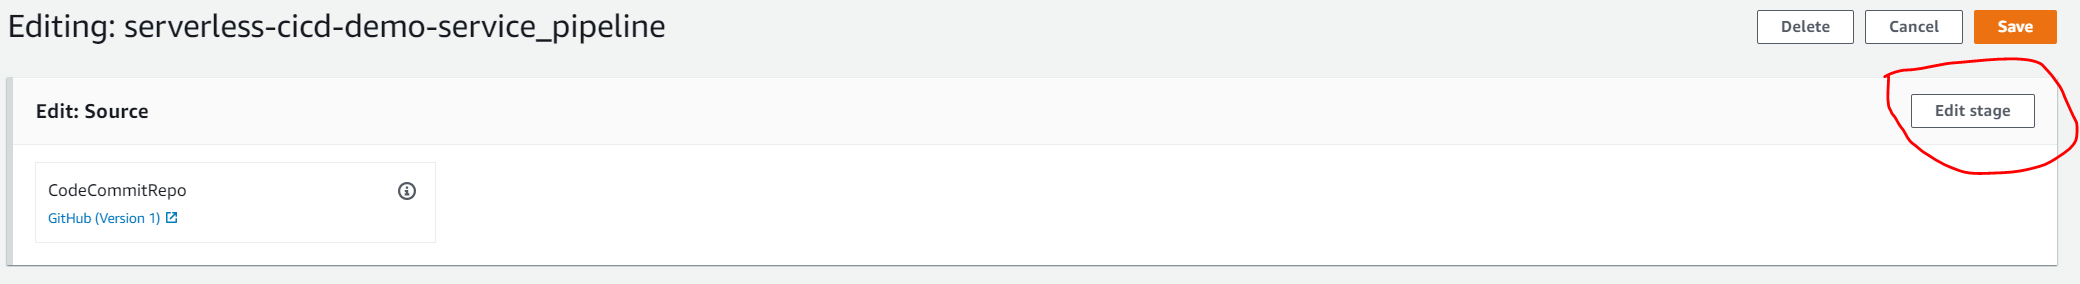 Editing: serverless-cicd-demo-service_pipeline
Delete
Cancel
Save
Edit: Source
Edit stage
CodeCommitRepo
GitHub (Version 1)